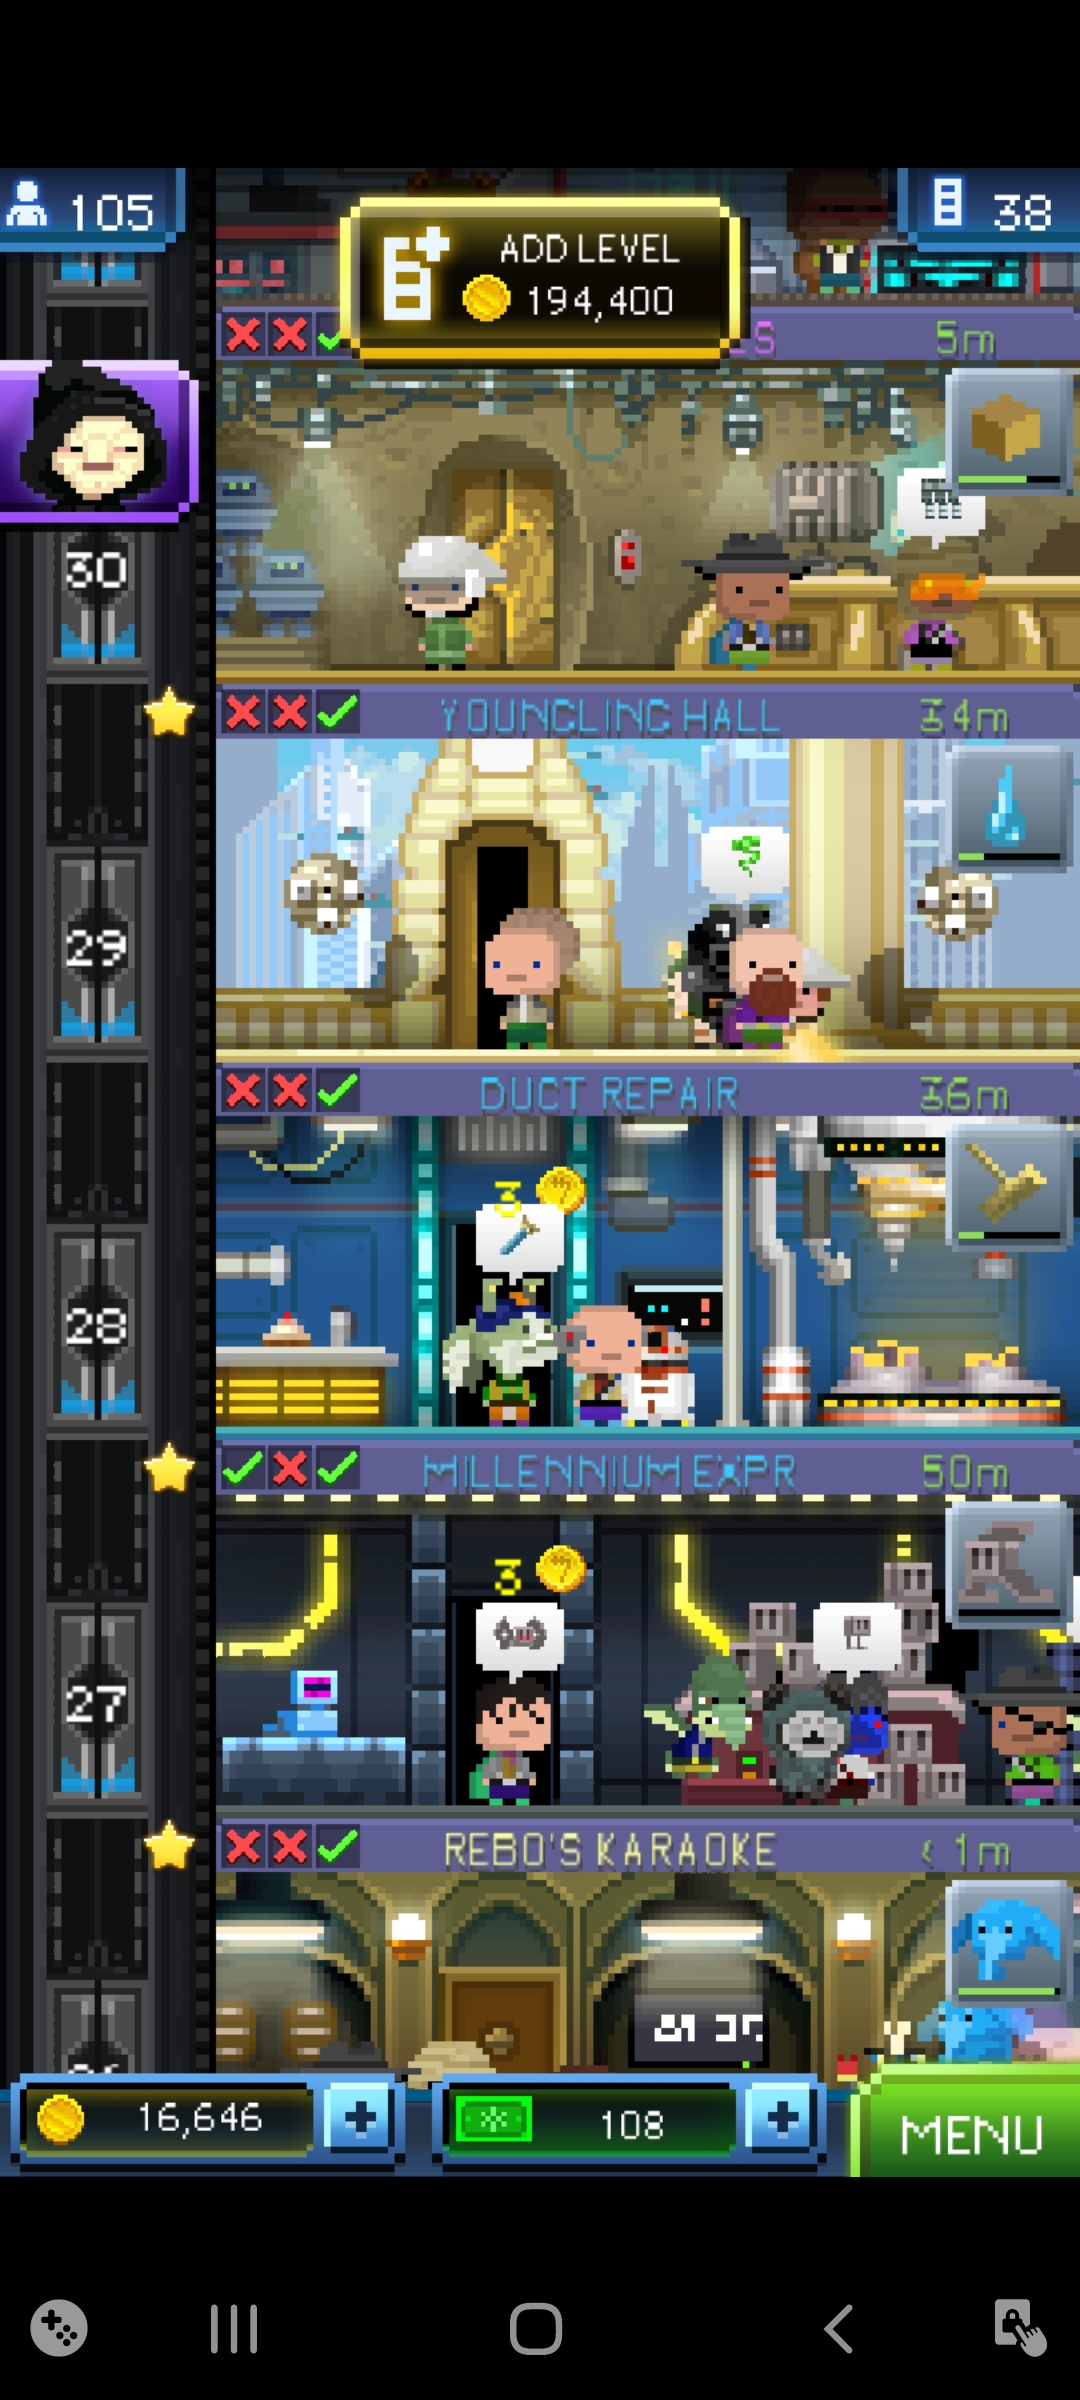 105
38
ADD LEVEL
194,400
5m
30
YOUNGLING HALL
34m
29
DUCT REPAIR
36m
28
3
MILLENNIUM EXPR
50m
27
3
REBO'S KARAOKE
< 1m
16,646
108
MENU